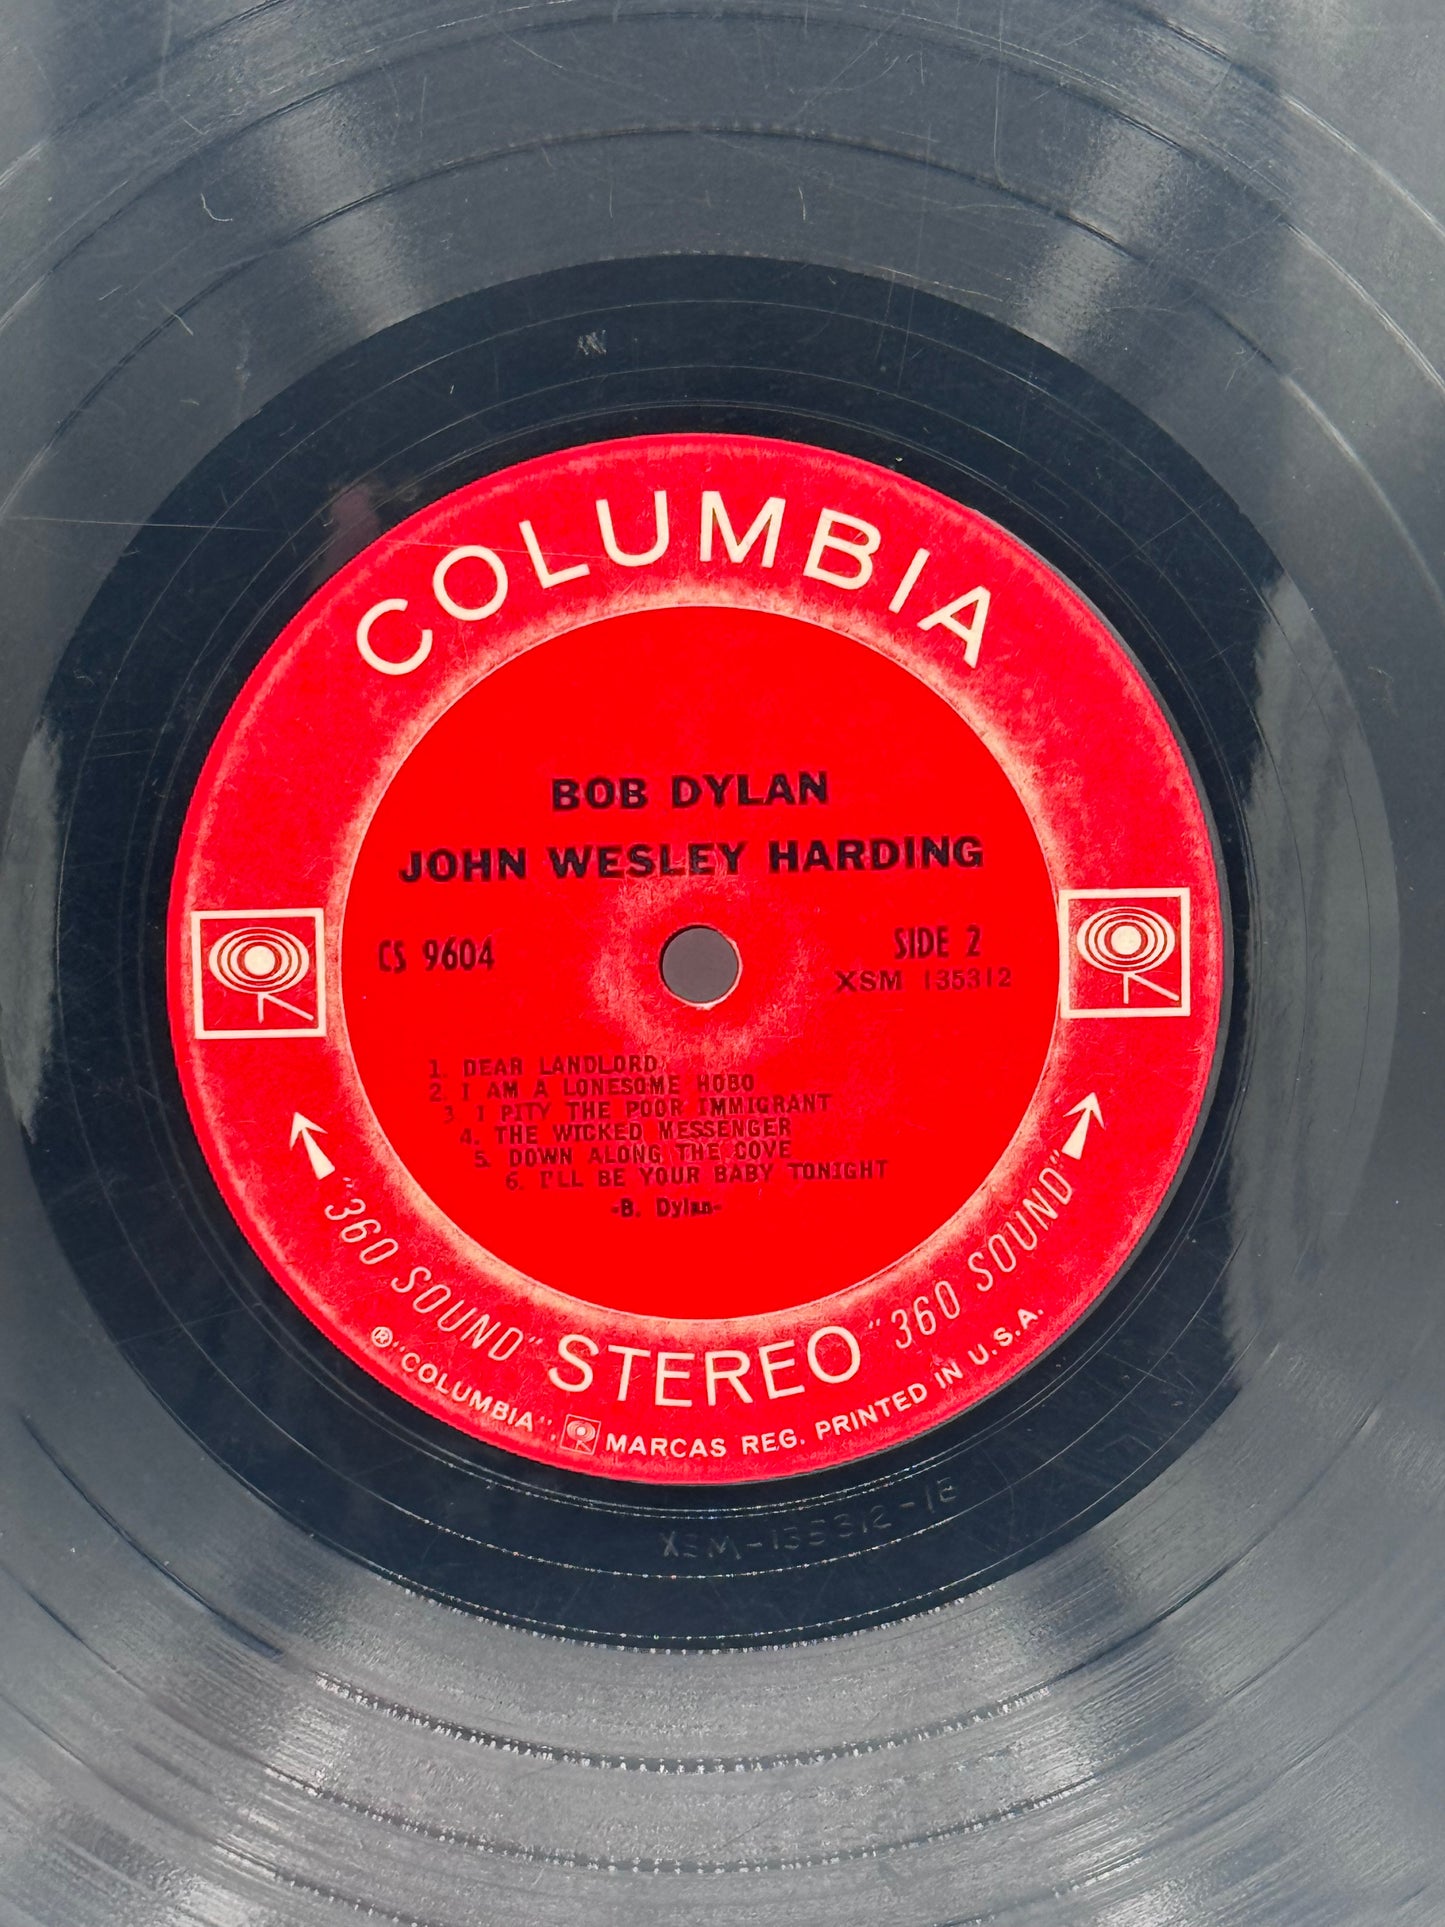 COLUMBIA
BOB DYLAN
JOHN WESLEY HARDING
CS 9604
SIDE 2
XSM 135312
1. DEAR LANDLORD
2. I AM A LONESOME HOBO
3. I PITY THE POOR IMMIGRANT
4. THE WICKED MESSENGER
5. DOWN ALONG THE COVE
6. I'LL BE YOUR BABY TONIGHT
-B. Dylan-
"360 SOUND" STEREO "360 SOUND"
®"COLUMBIA", MARCAS REG. PRINTED IN U.S.A.
XSM-135312-1B